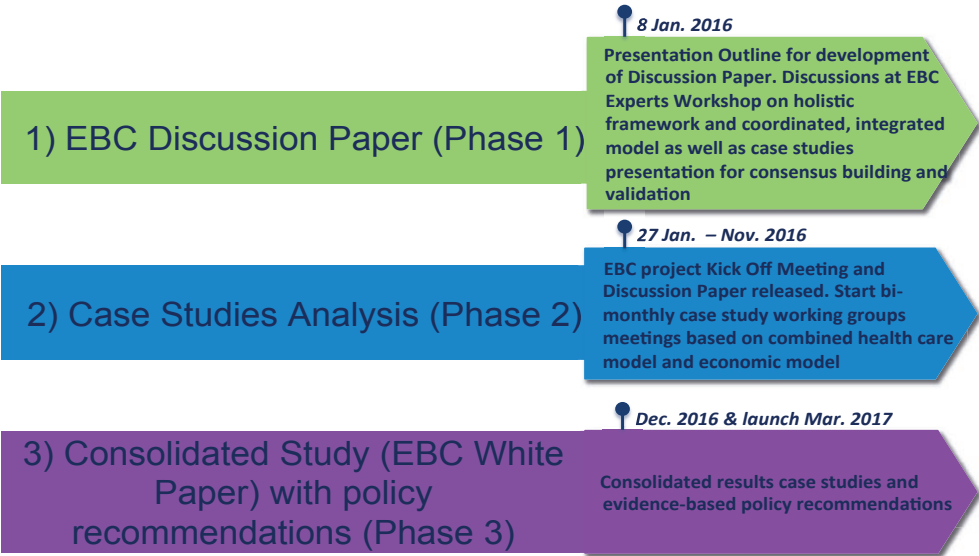 8 Jan. 2016
1) EBC Discussion Paper (Phase 1)
Presentation Outline for development
of Discussion Paper. Discussions at EBC
Experts Workshop on holistic
framework and coordinated, integrated
model as well as case studies
presentation for consensus building and
validation
27 Jan. – Nov. 2016
2) Case Studies Analysis (Phase 2)
EBC project Kick Off Meeting and
Discussion Paper released. Start bi-
monthly case study working groups
meetings based on combined health care
model and economic model
Dec. 2016 & launch Mar. 2017
3) Consolidated Study (EBC White
Paper) with policy
recommendations (Phase 3)
Consolidated results case studies and
evidence-based policy recommendations